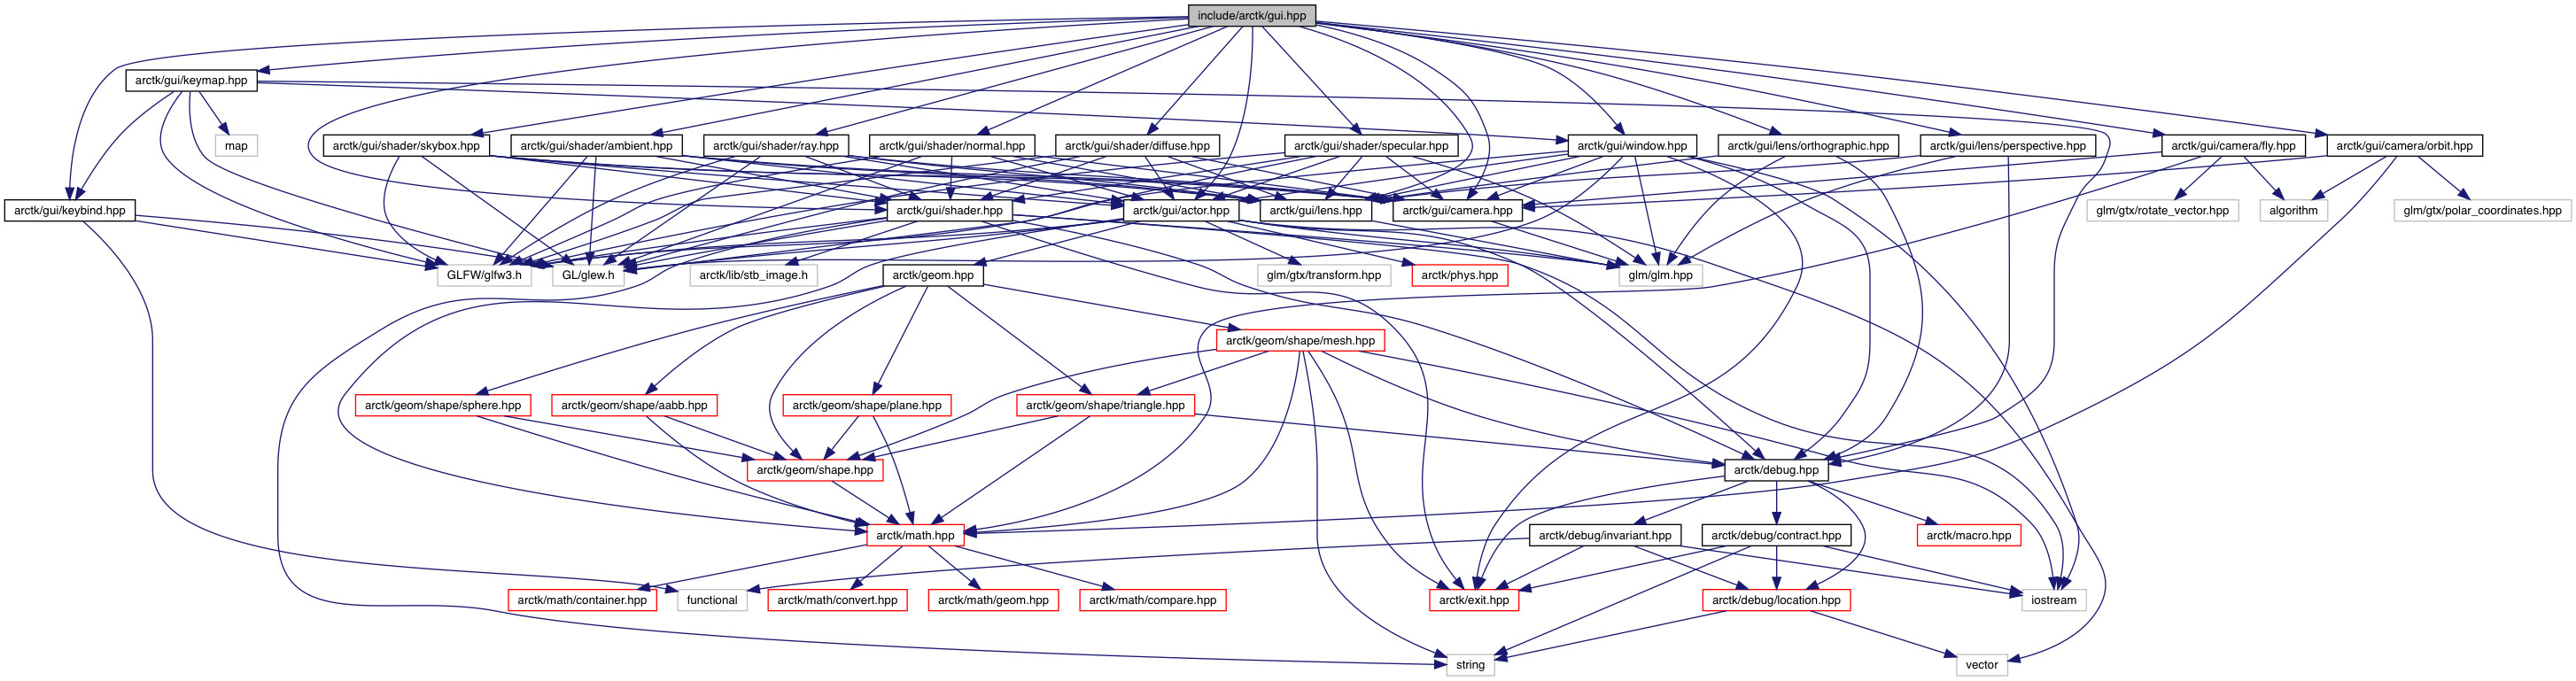 include/arctk/gui.hpp
arctk/gui/keymap.hpp
map
arctk/gui/shader/skybox.hpp
arctk/gui/shader/ambient.hpp
arctk/gui/shader/ray.hpp
arctk/gui/shader/normal.hpp
arctk/gui/shader/diffuse.hpp
arctk/gui/shader/specular.hpp
arctk/gui/window.hpp
arctk/gui/lens/orthographic.hpp
arctk/gui/lens/perspective.hpp
arctk/gui/camera/fly.hpp
arctk/gui/camera/orbit.hpp
arctk/gui/keybind.hpp
arctk/gui/shader.hpp
arctk/gui/actor.hpp
arctk/gui/lens.hpp
arctk/gui/camera.hpp
glm/gtx/rotate_vector.hpp
algorithm
glm/gtx/polar_coordinates.hpp
GLFW/glfw3.h
GL/glew.h
arctk/lib/stb_image.h
arctk/geom.hpp
glm/gtx/transform.hpp
arctk/phys.hpp
glm/glm.hpp
arctk/geom/shape/mesh.hpp
arctk/geom/shape/sphere.hpp
arctk/geom/shape/aabb.hpp
arctk/geom/shape/plane.hpp
arctk/geom/shape/triangle.hpp
arctk/geom/shape.hpp
arctk/debug.hpp
arctk/math.hpp
arctk/debug/invariant.hpp
arctk/debug/contract.hpp
arctk/macro.hpp
arctk/math/container.hpp
functional
arctk/math/convert.hpp
arctk/math/geom.hpp
arctk/math/compare.hpp
arctk/exit.hpp
arctk/debug/location.hpp
iostream
string
vector